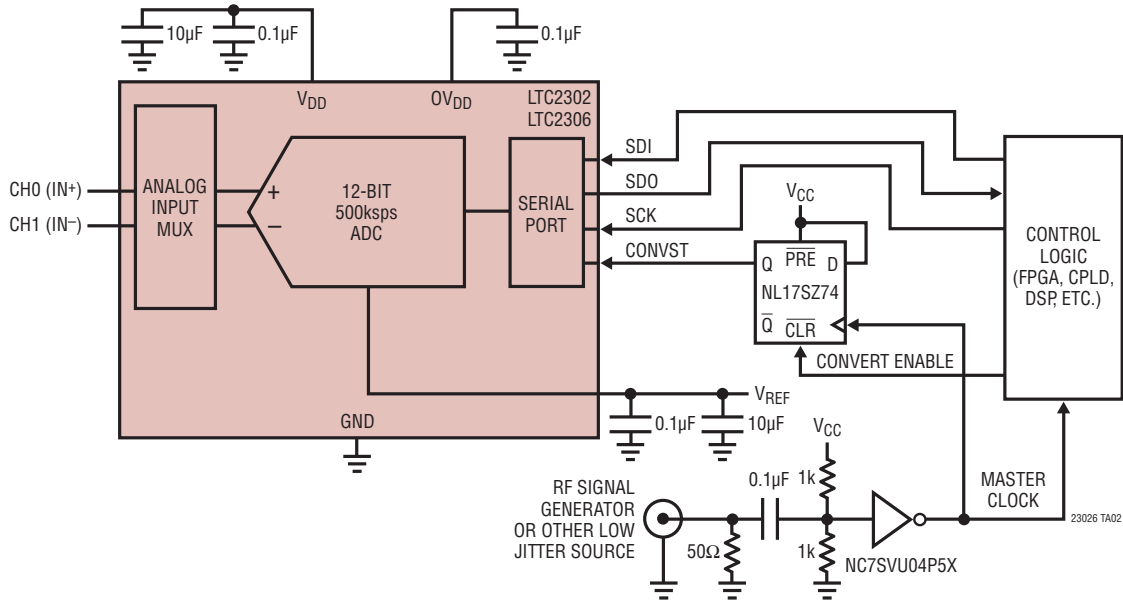 10µF
0.1µF
0.1µF
VDD
OVDD
LTC2302
LTC2306
CH0 (IN+)
CH1 (IN–)
ANALOG
INPUT
MUX
+
–
12-BIT
500ksps
ADC
SERIAL
PORT
SDI
SDO
SCK
CONVST
VCC
Q
PRE
D
NL17SZ74
Q
CLR
CONTROL
LOGIC
(FPGA, CPLD,
DSP, ETC.)
CONVERT ENABLE
VREF
0.1µF
10µF
GND
VCC
RF SIGNAL
GENERATOR
OR OTHER LOW
JITTER SOURCE
50Ω
0.1µF
1k
1k
NC7SVU04P5X
MASTER
CLOCK
23026 TA02